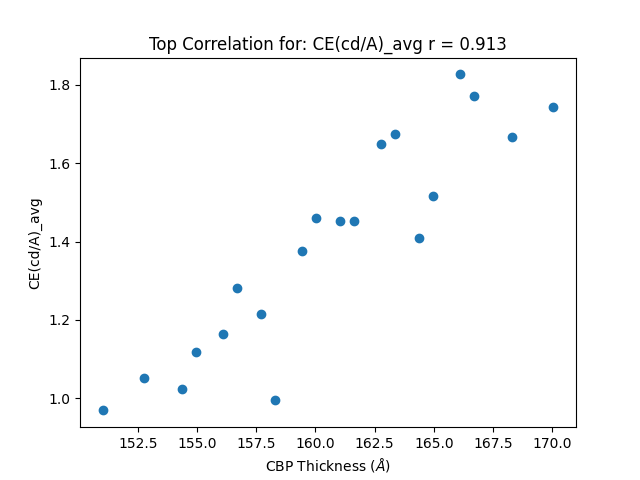 Top Correlation for: CE(cd/A)_avg r = 0.913
CE(cd/A)_avg
1.8
1.6
1.4
1.2
1.0
152.5 155.0 157.5 160.0 162.5 165.0 167.5 170.0
CBP Thickness (Å)